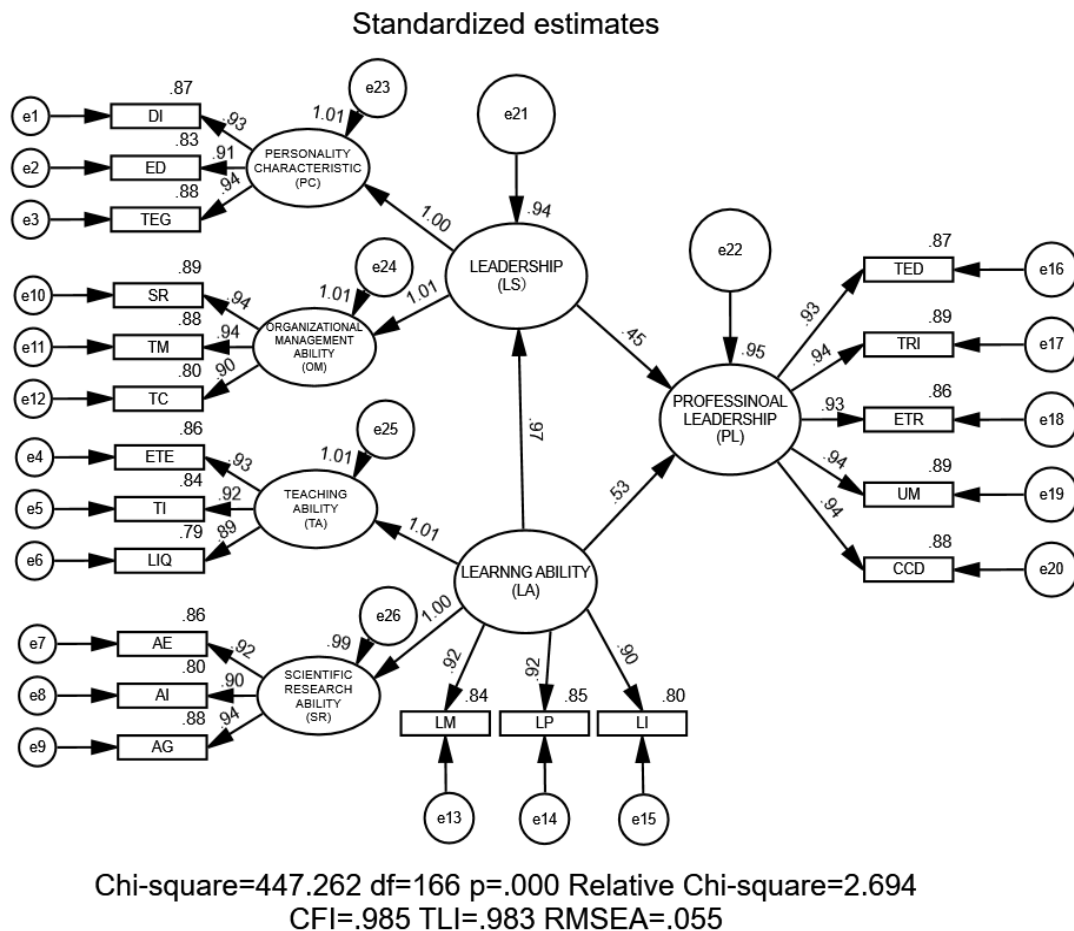 Standardized estimates
e23
e21
.87
1.01
e1
DI
.93
PERSONALITY
CHARACTERISTIC
(PC)
.83
e2
ED
.91
.88
e3
TEG
.94
1.00
.94
LEADERSHIP
(LS)
e24
.89
1.01
e10
SR
.94
ORGANIZATIONAL
MANAGEMENT
ABILITY
(OM)
1.01
.88
e11
TM
.94
.80
e12
TC
.90
e22
.45
.95
PROFESSINOAL
LEADERSHIP
(PL)
.87
TED
e16
.93
.89
TRI
e17
.94
.86
ETR
e18
.93
.89
UM
e19
.94
.88
CCD
e20
.94
e25
.86
1.01
e4
ETE
.93
TEACHING
ABILITY
(TA)
.84
e5
TI
.92
.79
e6
LIQ
.89
.97
.53
1.01
LEARNNG ABILITY
(LA)
1.00
e26
.86
.99
e7
AE
.92
SCIENTIFIC
RESEARCH
ABILITY
(SR)
.80
e8
AI
.90
.88
e9
AG
.94
.92
.92
.90
.84
.85
.80
LM
LP
LI
e13
e14
e15
Chi-square=447.262 df=166 p=.000 Relative Chi-square=2.694
CFI=.985 TLI=.983 RMSEA=.055